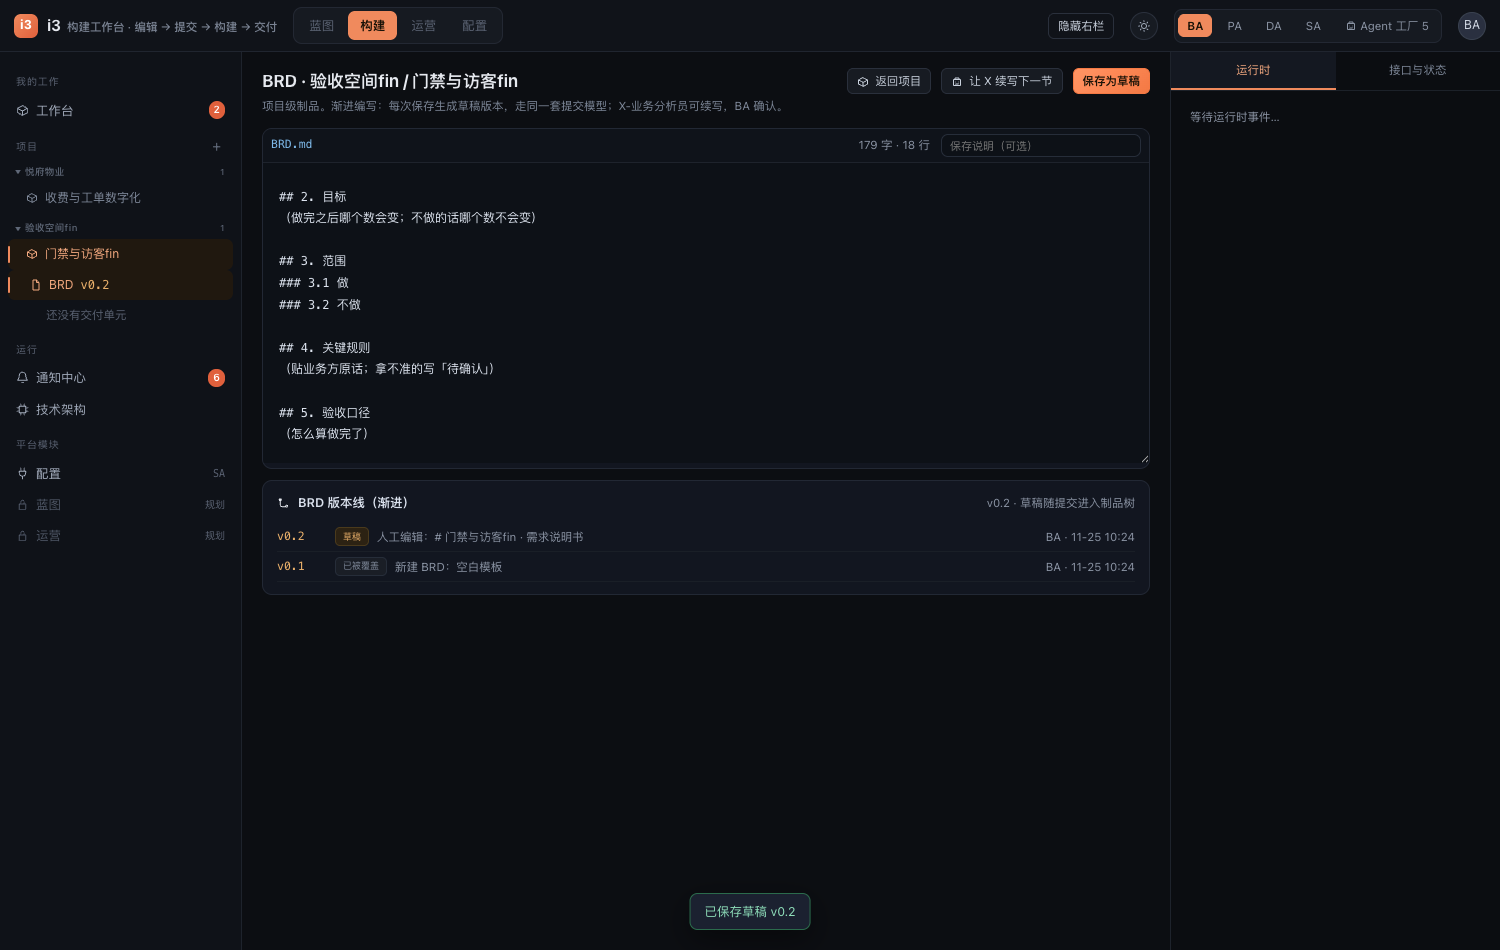 i3 i3 构建工作台 · 编辑 → 提交 → 构建 → 交付 蓝图 构建 运营 配置 隐藏右栏 BA PA DA SA Agent 工厂 5 BA
我的工作
工作台 2
项目 +
悦府物业 1
收费与工单数字化
验收空间fin 1
门禁与访客fin
BRD v0.2
还没有交付单元
运行
通知中心 6
技术架构
平台模块
配置 SA
蓝图 规划
运营 规划
BRD · 验收空间fin / 门禁与访客fin 返回项目 让 X 续写下一节 保存为草稿
项目级制品。渐进编写：每次保存生成草稿版本，走同一套提交模型；X-业务分析员可续写，BA 确认。
BRD.md 179 字 · 18 行 保存说明（可选）
## 2. 目标
（做完之后哪个数会变；不做的话哪个数不会变）
## 3. 范围
### 3.1 做
### 3.2 不做
## 4. 关键规则
（贴业务方原话；拿不准的写「待确认」）
## 5. 验收口径
（怎么算做完了）
BRD 版本线（渐进） v0.2 · 草稿随提交进入制品树
v0.2 草稿 人工编辑：# 门禁与访客fin · 需求说明书 BA · 11-25 10:24
v0.1 已被覆盖 新建 BRD：空白模板 BA · 11-25 10:24
已保存草稿 v0.2
运行时 接口与状态
等待运行时事件…